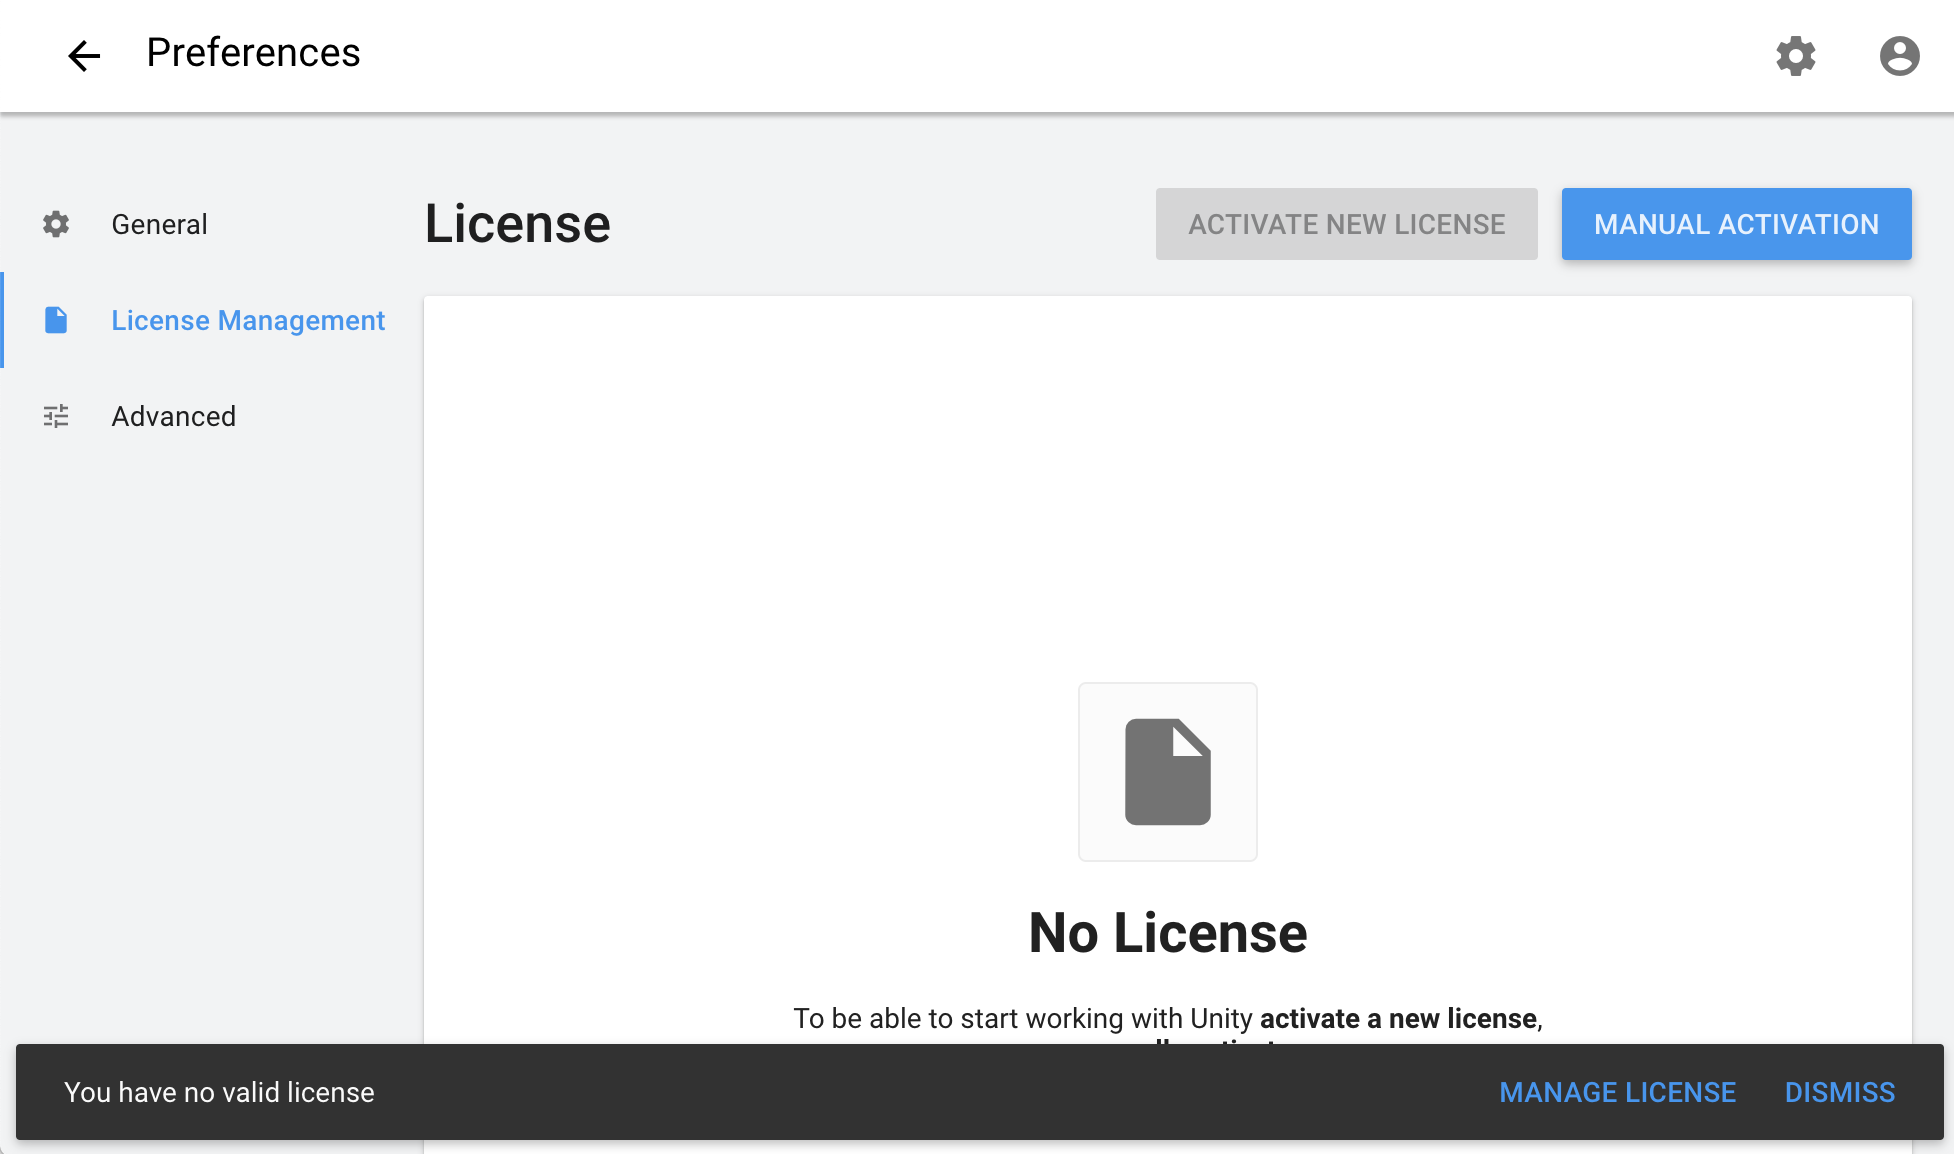 Preferences
General
License Management
Advanced
License
ACTIVATE NEW LICENSE
MANUAL ACTIVATION
No License
To be able to start working with Unity activate a new license,
You have no valid license
MANAGE LICENSE
DISMISS